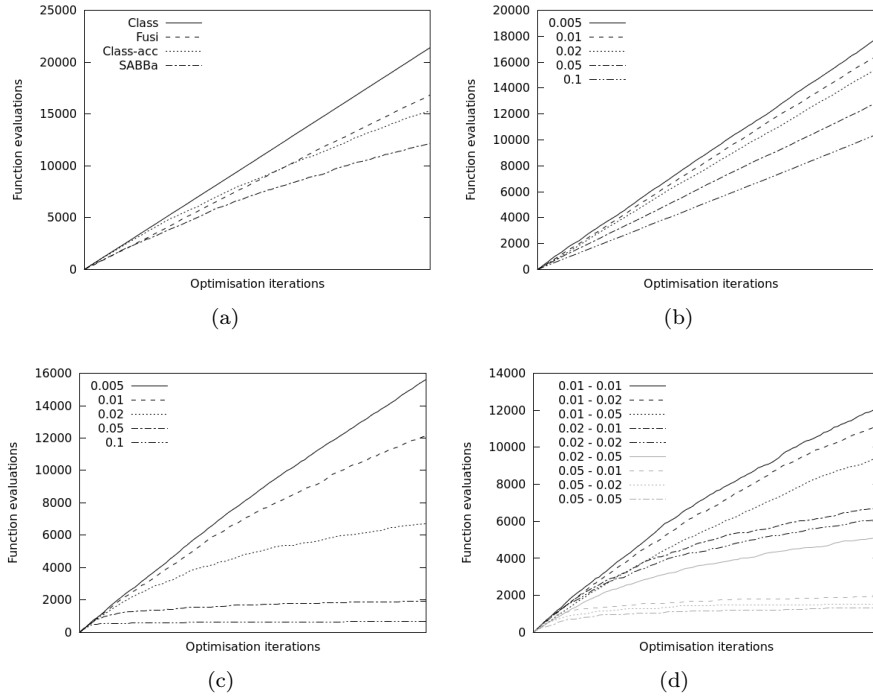 25000
20000
15000
10000
5000
0
Function evaluations
Class
Fusi
Class-acc
SABBa
Optimisation iterations
(a)
20000
18000
16000
14000
12000
10000
8000
6000
4000
2000
0
Function evaluations
0.005
0.01
0.02
0.05
0.1
Optimisation iterations
(b)
16000
14000
12000
10000
8000
6000
4000
2000
0
Function evaluations
0.005
0.01
0.02
0.05
0.1
Optimisation iterations
(c)
14000
12000
10000
8000
6000
4000
2000
0
Function evaluations
0.01 - 0.01
0.01 - 0.02
0.01 - 0.05
0.02 - 0.01
0.02 - 0.02
0.02 - 0.05
0.05 - 0.01
0.05 - 0.02
0.05 - 0.05
Optimisation iterations
(d)